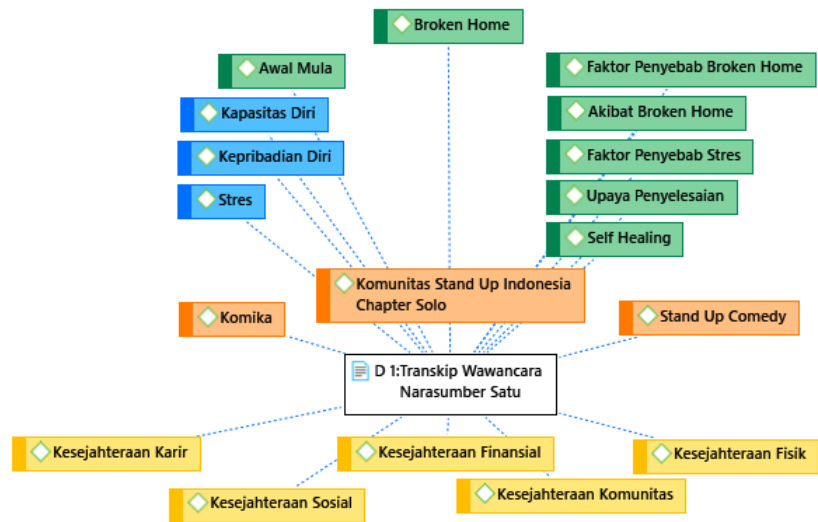 Broken Home
Awal Mula
Faktor Penyebab Broken Home
Kapasitas Diri
Akibat Broken Home
Kepribadian Diri
Faktor Penyebab Stres
Stres
Upaya Penyelesaian
Self Healing
Komunitas Stand Up Indonesia
Chapter Solo
Komika
Stand Up Comedy
D 1:Transkip Wawancara
Narasumber Satu
Kesejahteraan Karir
Kesejahteraan Finansial
Kesejahteraan Fisik
Kesejahteraan Sosial
Kesejahteraan Komunitas